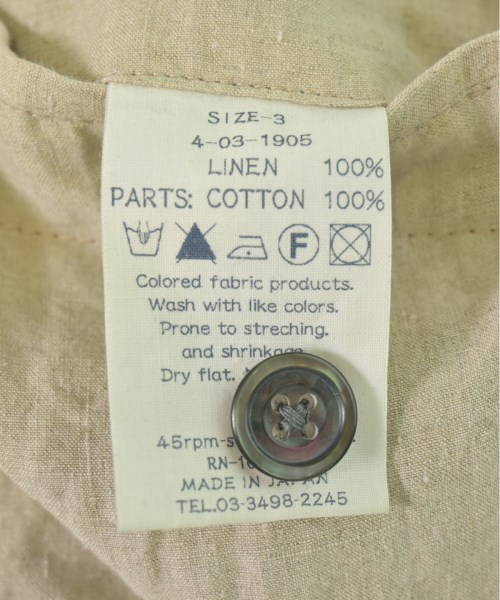 SIZE-3
4-03-1905
LINEN 100%
PARTS: COTTON 100%
F
Colored fabric products.
Wash with like colors.
Prone to streching.
and shrinkage.
Dry flat.
45rpm-s
RN-1
MADE IN JAPAN
TEL.03-3498-2245